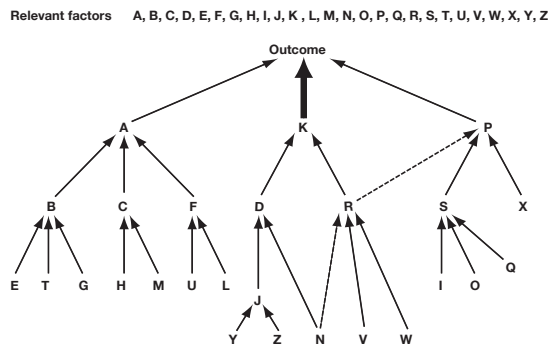 Relevant factors A, B, C, D, E, F, G, H, I, J, K , L, M, N, O, P, Q, R, S, T, U, V, W, X, Y, Z
Outcome
A K P
B C F D R S X
E T G H M U L J I O Q
Y Z N V W